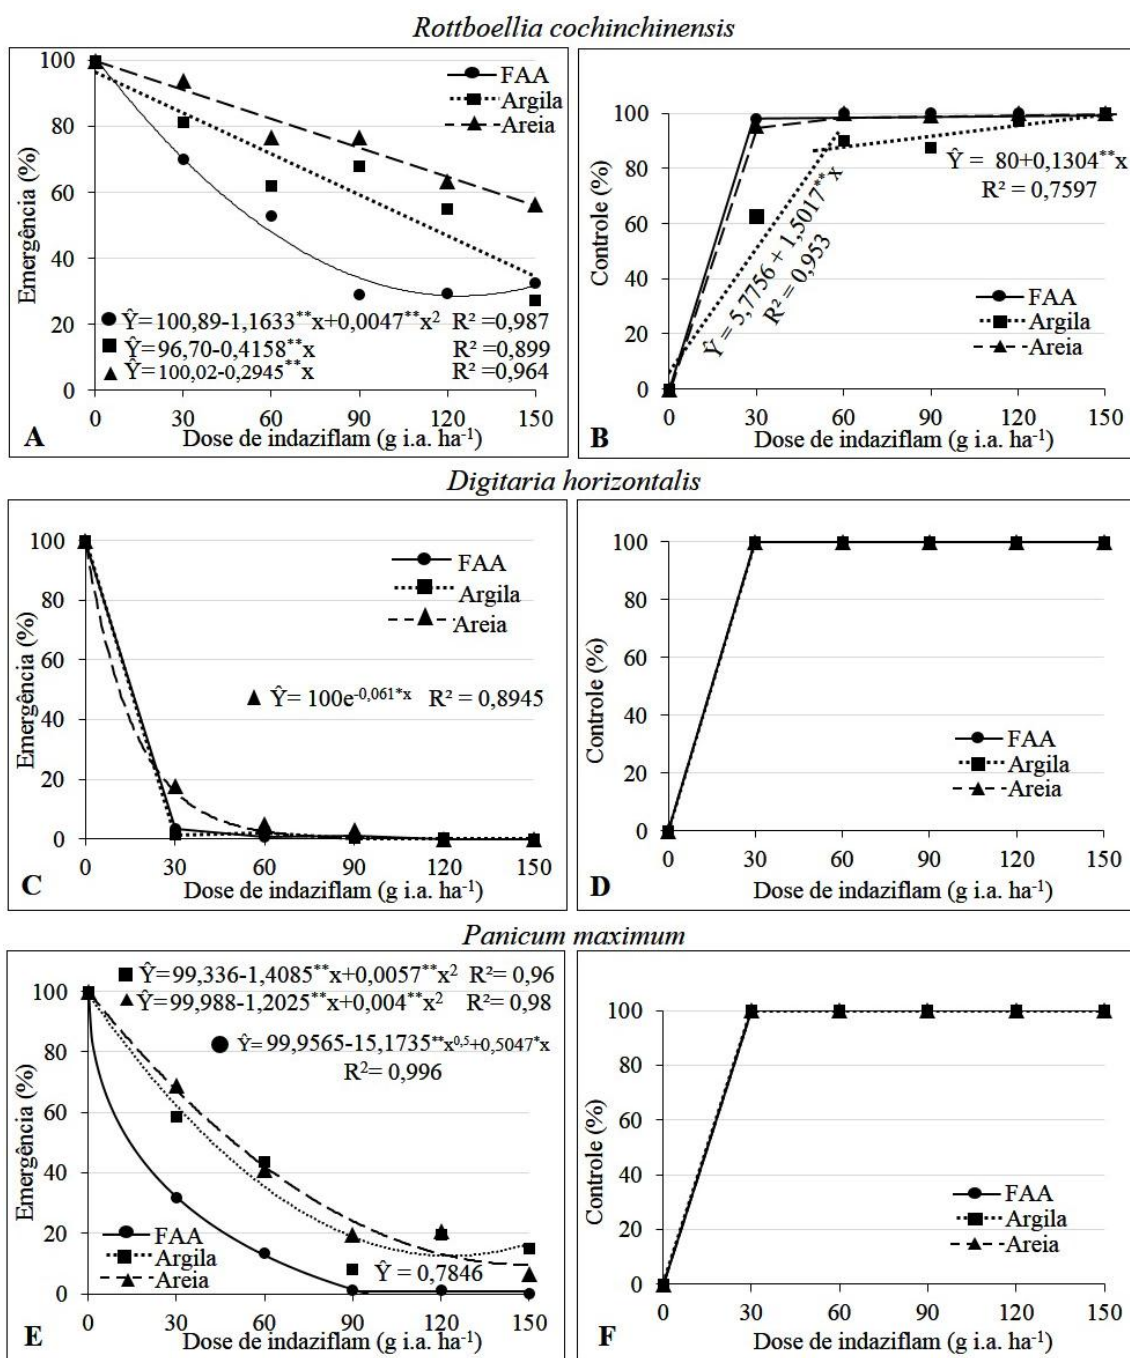 Rottboellia cochinchinensis
100
80
60
40
20
0
Emergência (%)
FAA
Argila
Areia
Ŷ=100,89-1,1633**x+0,0047**x² R² =0,987
Ŷ=96,70-0,4158**x R² =0,899
Ŷ=100,02-0,2945**x R² =0,964
0 30 60 90 120 150
A Dose de indaziflam (g i.a. ha⁻¹)
100
80
60
40
20
0
Controle (%)
Ŷ = 80+0,1304**x
R² = 0,7597
Ŷ = 5,7756 + 1,5017**x
R² = 0,953
FAA
Argila
Areia
0 30 60 90 120 150
B Dose de indaziflam (g i.a. ha⁻¹)
Digitaria horizontalis
100
80
60
40
20
0
Emergência (%)
FAA
Argila
Areia
Ŷ= 100e⁻⁰,⁰⁶¹*ˣ R² = 0,8945
0 30 60 90 120 150
C Dose de indaziflam (g i.a. ha⁻¹)
100
80
60
40
20
0
Controle (%)
FAA
Argila
Areia
0 30 60 90 120 150
D Dose de indaziflam (g i.a. ha⁻¹)
Panicum maximum
Ŷ=99,336-1,4085**x+0,0057**x² R²= 0,96
Ŷ=99,988-1,2025**x+0,004**x² R²= 0,98
Ŷ= 99,9565-15,1735**x⁰,⁵+0,5047*x
R²= 0,996
100
80
60
40
20
0
Emergência (%)
FAA
Argila
Areia
Ŷ = 0,7846
0 30 60 90 120 150
E Dose de indaziflam (g i.a. ha⁻¹)
100
80
60
40
20
0
Controle (%)
FAA
Argila
Areia
0 30 60 90 120 150
F Dose de indaziflam (g i.a. ha⁻¹)